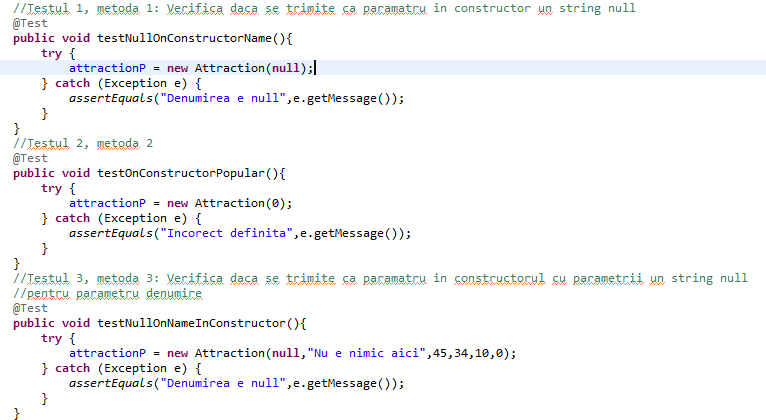 //Testul 1, metoda 1: Verifica daca se trimite ca paramatru in constructor un string null
@Test
public void testNullOnConstructorName(){
    try {
        attractionP = new Attraction(null);
    } catch (Exception e) {
        assertEquals("Denumirea e null",e.getMessage());
    }
}
//Testul 2, metoda 2
@Test
public void testOnConstructorPopular(){
    try {
        attractionP = new Attraction(0);
    } catch (Exception e) {
        assertEquals("Incorect definita",e.getMessage());
    }
}
//Testul 3, metoda 3: Verifica daca se trimite ca paramatru in constructorul cu parametrii un string null
//pentru parametru denumire
@Test
public void testNullOnNameInConstructor(){
    try {
        attractionP = new Attraction(null,"Nu e nimic aici",45,34,10,0);
    } catch (Exception e) {
        assertEquals("Denumirea e null",e.getMessage());
    }
}